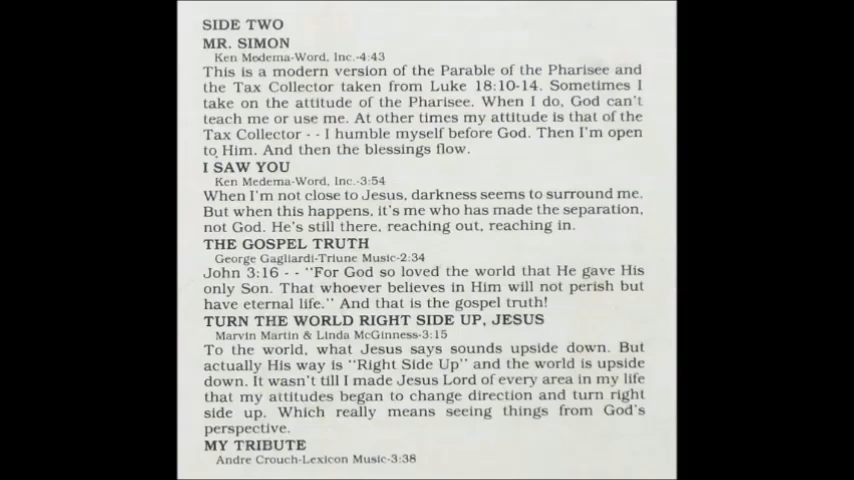 SIDE TWO
MR. SIMON
Ken Medema-Word, Inc.-4:43
This is a modern version of the Parable of the Pharisee and
the Tax Collector taken from Luke 18:10-14. Sometimes I
take on the attitude of the Pharisee. When I do, God can't
teach me or use me. At other times my attitude is that of the
Tax Collector - - I humble myself before God. Then I'm open
to Him. And then the blessings flow.
I SAW YOU
Ken Medema-Word, Inc.-3:54
When I'm not close to Jesus, darkness seems to surround me.
But when this happens, it's me who has made the separation,
not God. He's still there, reaching out, reaching in.
THE GOSPEL TRUTH
George Gagliardi-Triune Music-2:34
John 3:16 - - "For God so loved the world that He gave His
only Son. That whoever believes in Him will not perish but
have eternal life." And that is the gospel truth!
TURN THE WORLD RIGHT SIDE UP, JESUS
Marvin Martin & Linda McGinness-3:15
To the world, what Jesus says sounds upside down. But
actually His way is "Right Side Up" and the world is upside
down. It wasn't till I made Jesus Lord of every area in my life
that my attitudes began to change direction and turn right
side up. Which really means seeing things from God's
perspective.
MY TRIBUTE
Andre Crouch-Lexicon Music-3:38